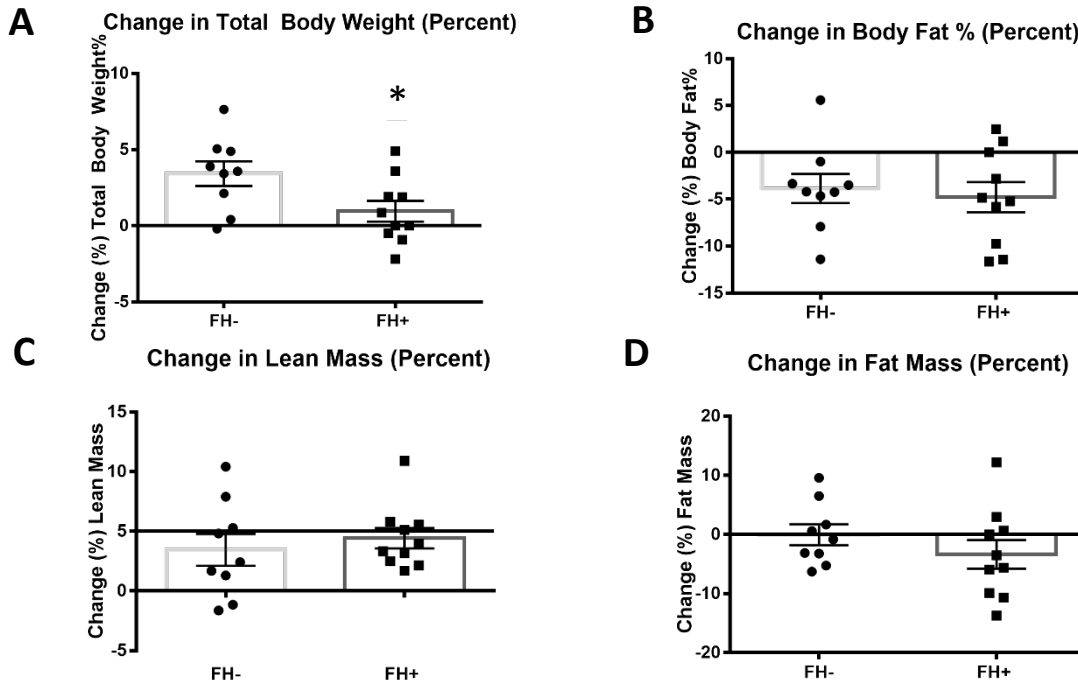 A
Change in Total Body Weight (Percent)
Change (%) Total Body Weight%
10
5
0
-5
*
FH-
FH+
B
Change in Body Fat % (Percent)
Change (%) Body Fat%
10
5
0
-5
-10
-15
FH-
FH+
C
Change in Lean Mass (Percent)
Change (%) Lean Mass
15
10
5
0
-5
FH-
FH+
D
Change in Fat Mass (Percent)
Change (%) Fat Mass
20
10
0
-10
-20
FH-
FH+